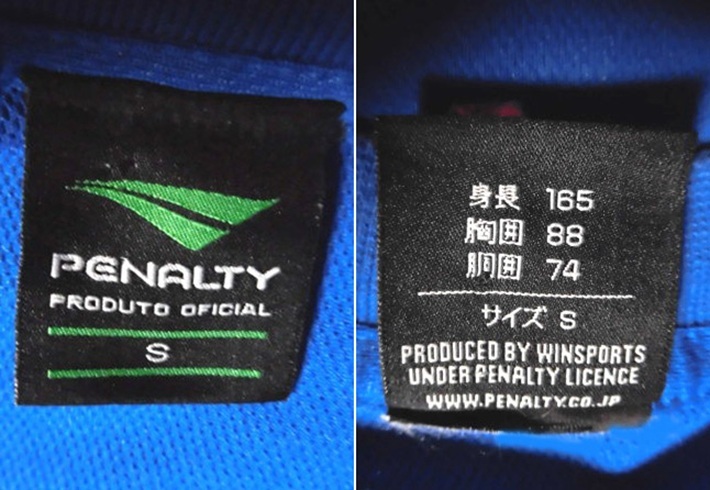 PENALTY
PRODUTO OFICIAL
S
身長 165
胸囲 88
胴囲 74
サイズ S
PRODUCED BY WINSPORTS
UNDER PENALTY LICENCE
WWW.PENALTY.CO.JP